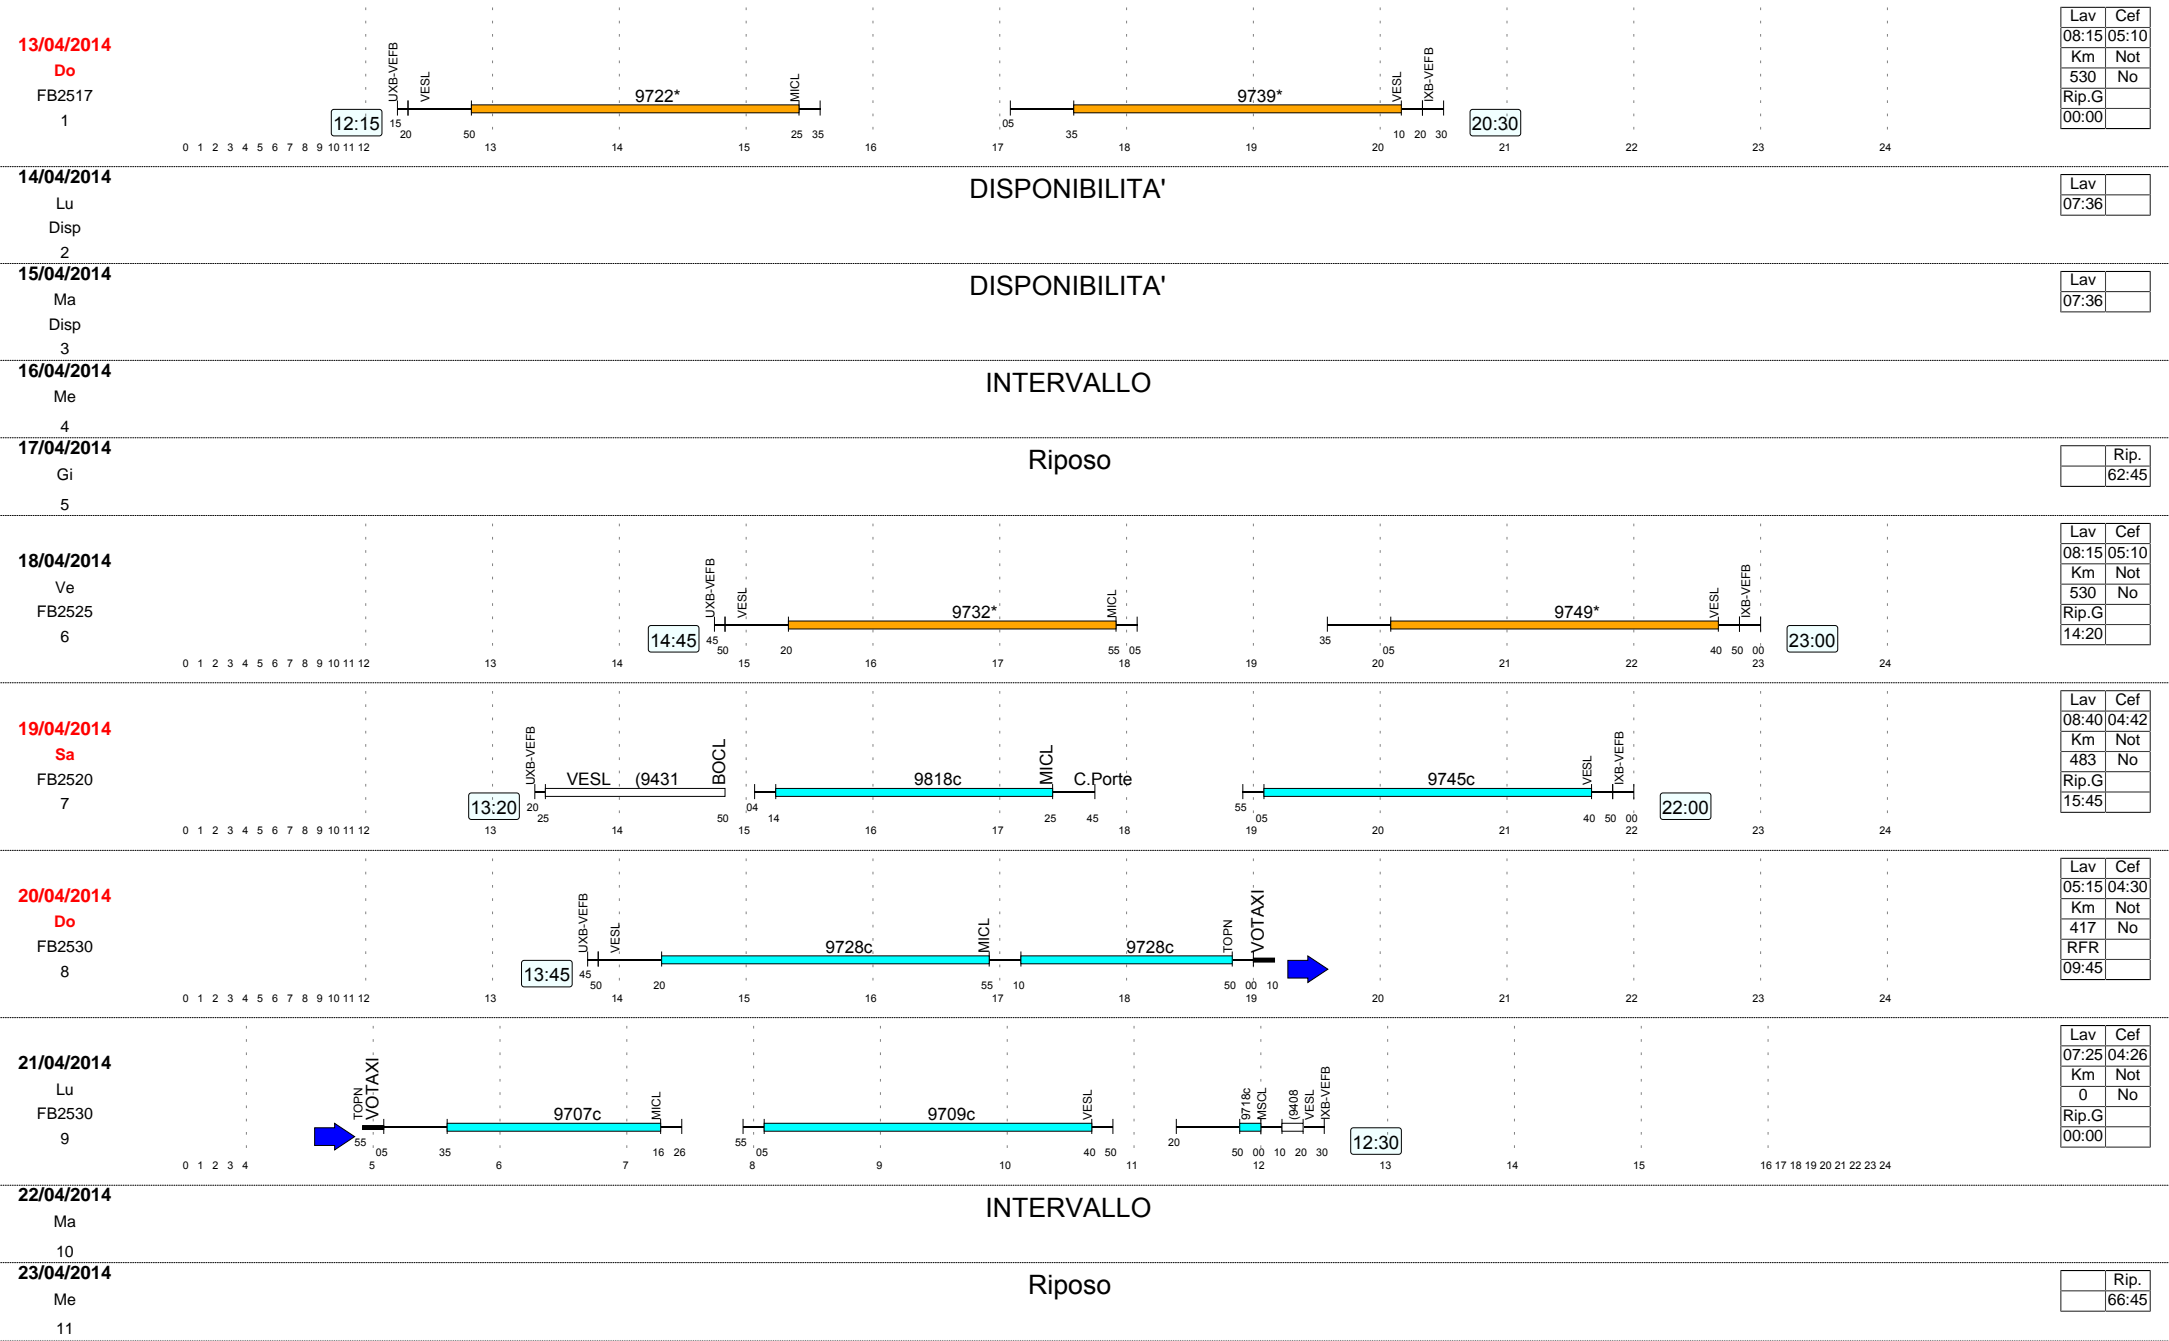 13/04/2014
Do
FB2517
1
12:15
UXB-VEFB VESL 9722* MICL 9739* VESL IXB-VEFB
15 20 50 25 35 05 35 10 20 30
20:30
0 1 2 3 4 5 6 7 8 9 10 11 12 13 14 15 16 17 18 19 20 21 22 23 24
Lav Cef
08:15 05:10
Km Not
530 No
Rip.G
00:00
14/04/2014
Lu
Disp
2
DISPONIBILITA'
Lav
07:36
15/04/2014
Ma
Disp
3
DISPONIBILITA'
Lav
07:36
16/04/2014
Me
4
INTERVALLO
17/04/2014
Gi
5
Riposo
Rip.
62:45
18/04/2014
Ve
FB2525
6
14:45
UXB-VEFB VESL 9732* MICL 9749* VESL IXB-VEFB
45 50 20 55 05 35 05 40 50 00
23:00
0 1 2 3 4 5 6 7 8 9 10 11 12 13 14 15 16 17 18 19 20 21 22 23 24
Lav Cef
08:15 05:10
Km Not
530 No
Rip.G
14:20
19/04/2014
Sa
FB2520
7
13:20
UXB-VEFB VESL (9431 BOCL 9818c MICL C.Porte 9745c VESL IXB-VEFB
20 25 50 04 14 25 45 55 05 40 50 00
22:00
0 1 2 3 4 5 6 7 8 9 10 11 12 13 14 15 16 17 18 19 20 21 22 23 24
Lav Cef
08:40 04:42
Km Not
483 No
Rip.G
15:45
20/04/2014
Do
FB2530
8
13:45
UXB-VEFB VESL 9728c MICL 9728c TOPN VOTAXI
45 50 20 55 10 50 00 10
0 1 2 3 4 5 6 7 8 9 10 11 12 13 14 15 16 17 18 19 20 21 22 23 24
Lav Cef
05:15 04:30
Km Not
417 No
RFR
09:45
21/04/2014
Lu
FB2530
9
TOPN VOTAXI 9707c MICL 9709c VESL 9718c MSCL (9408 VESL IXB-VEFB
55 05 35 16 26 55 05 40 50 20 50 00 10 20 30
12:30
0 1 2 3 4 5 6 7 8 9 10 11 12 13 14 15 16 17 18 19 20 21 22 23 24
Lav Cef
07:25 04:26
Km Not
0 No
Rip.G
00:00
22/04/2014
Ma
10
INTERVALLO
23/04/2014
Me
11
Riposo
Rip.
66:45